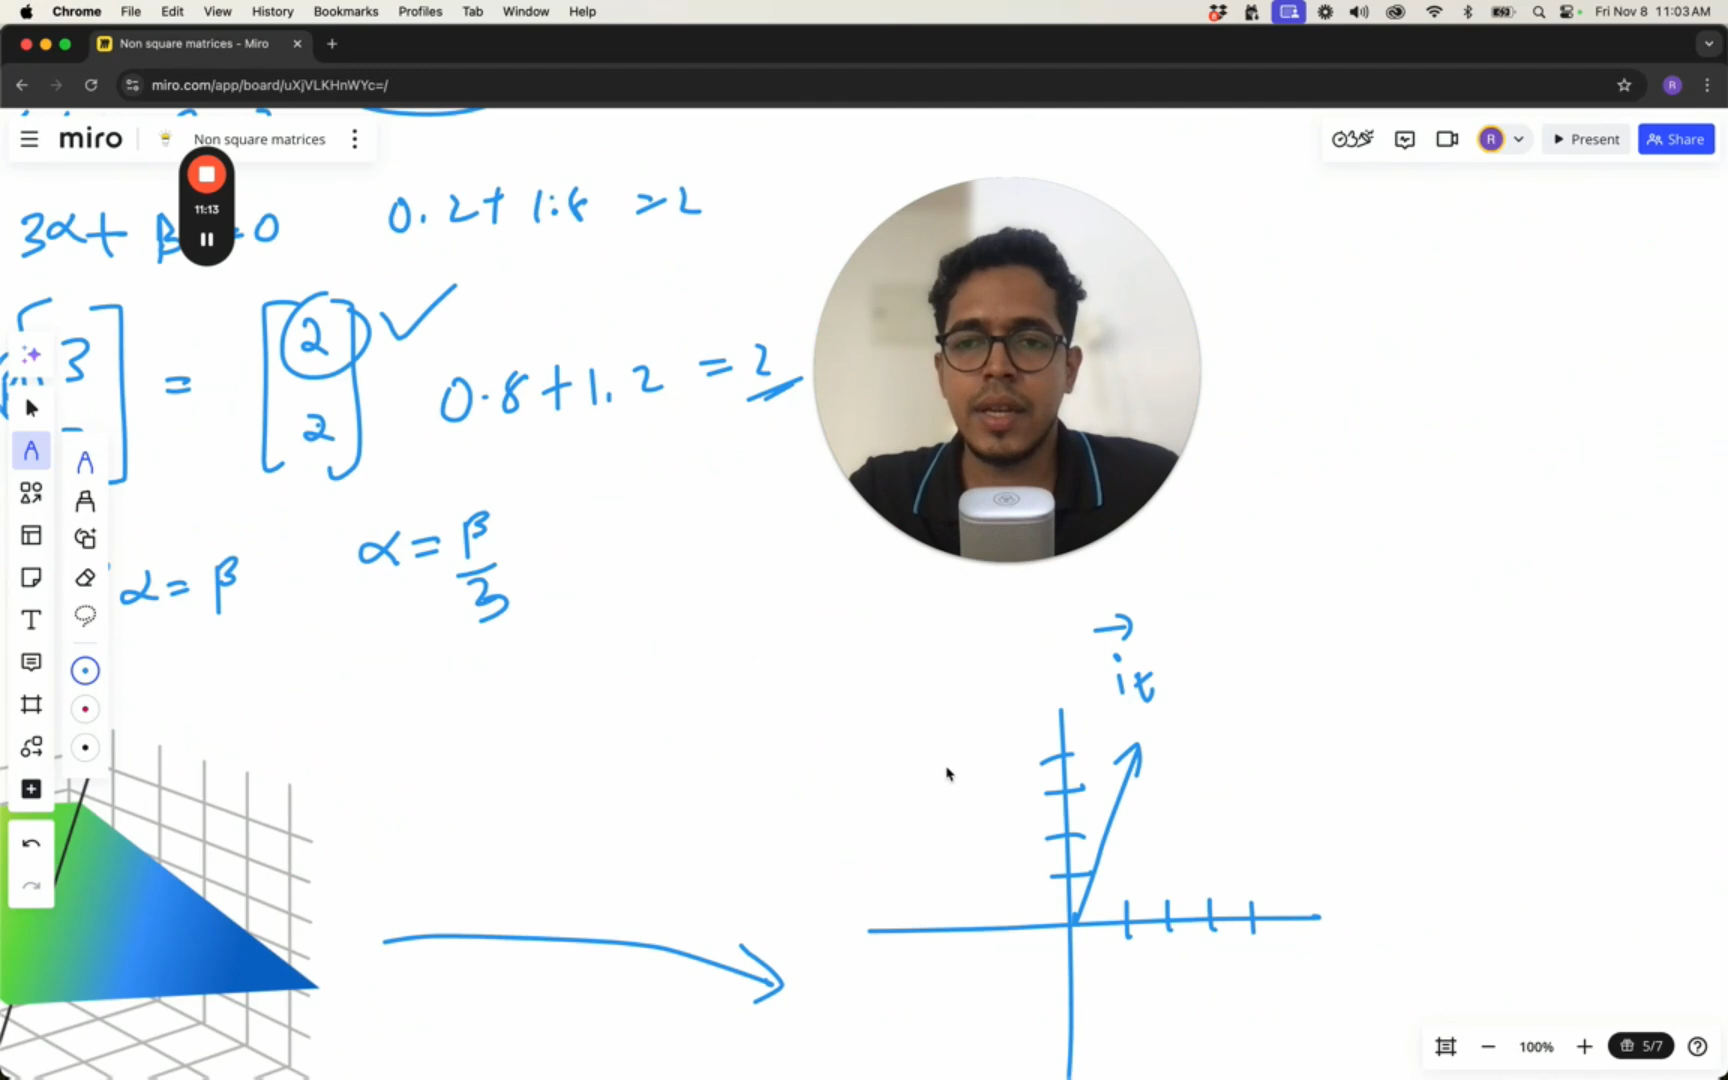 Chrome File Edit View History Bookmarks Profiles Tab Window Help Fri Nov 8 11:03 AM
Non square matrices - Miro
miro.com/app/board/uXjVLKHnWYc=/ R
miro Non square matrices R Present Share
11:13
3α + β = 0 0.2 + 1.8 = 2
3 = 2 0.8 + 1.2 = 2
2
α = β α = β/3
i t
100% 5/7